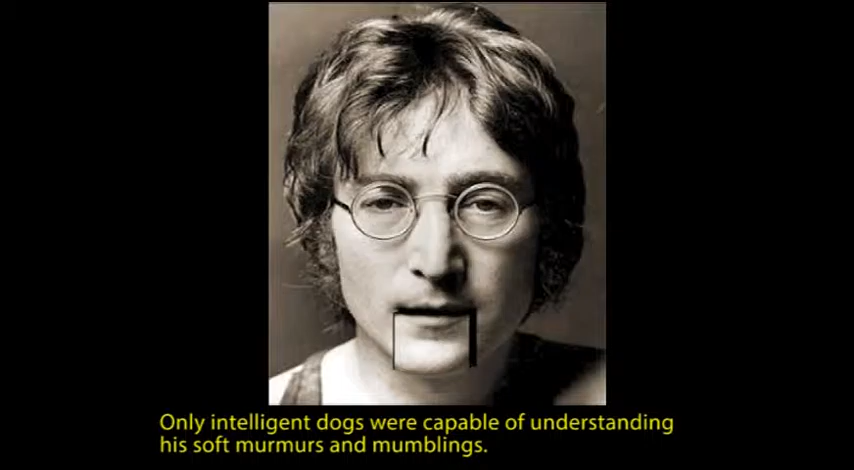 Only intelligent dogs were capable of understanding
his soft murmurs and mumblings.